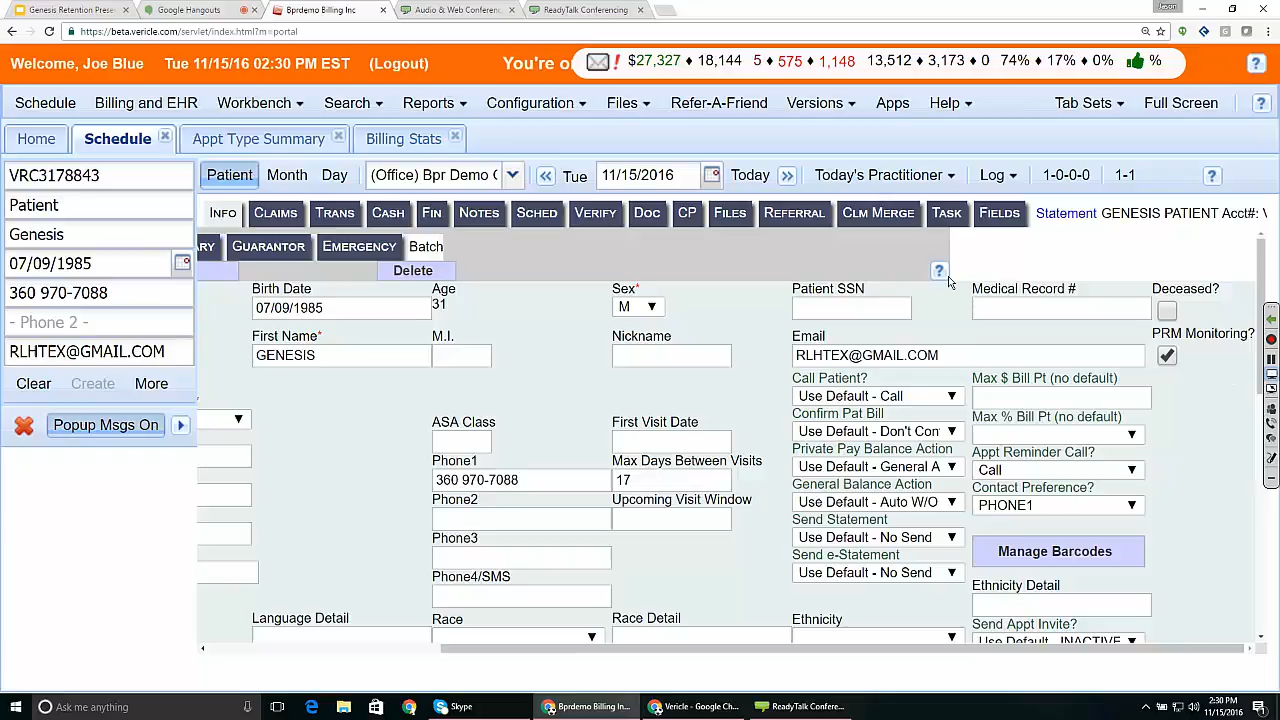 Genesis Retention Presen
Google Hangouts
Bprdemo Billing Inc
Audio & Web Conferenc
ReadyTalk Conferencing
Jason
https://beta.vericle.com/servlet/index.html?m=portal
Welcome, Joe Blue Tue 11/15/16 02:30 PM EST (Logout) You're o
! $27,327 ♦ 18,144 5 ♦ 575 ♦ 1,148 13,512 ♦ 3,173 ♦ 0 74% ♦ 17% ♦ 0% % ?
Schedule Billing and EHR Workbench Search Reports Configuration Files Refer-A-Friend Versions Apps Help Tab Sets Full Screen ?
Home Schedule Appt Type Summary Billing Stats
VRC3178843
Patient
Genesis
07/09/1985
360 970-7088
- Phone 2 -
RLHTEX@GMAIL.COM
Clear Create More
Popup Msgs On
Patient Month Day (Office) Bpr Demo Tue 11/15/2016 Today Today's Practitioner Log 1-0-0-0 1-1 ?
INFO CLAIMS TRANS CASH FIN NOTES SCHED VERIFY DOC CP FILES REFERRAL CLM MERGE TASK FIELDS Statement GENESIS PATIENT Acct#: V
ARY GUARANTOR EMERGENCY Batch
Delete ?
Birth Date Age Sex* Patient SSN Medical Record # Deceased?
07/09/1985 31 M
PRM Monitoring?
First Name* M.I. Nickname Email
GENESIS RLHTEX@GMAIL.COM
Call Patient? Max $ Bill Pt (no default)
Use Default - Call
Confirm Pat Bill Max % Bill Pt (no default)
ASA Class First Visit Date
Use Default - Don't Con
Private Pay Balance Action Appt Reminder Call?
Phone1 Max Days Between Visits
Use Default - General A Call
360 970-7088 17
General Balance Action Contact Preference?
Phone2 Upcoming Visit Window
Use Default - Auto W/O PHONE1
Send Statement
Phone3
Use Default - No Send
Manage Barcodes
Send e-Statement
Phone4/SMS
Use Default - No Send
Ethnicity Detail
Language Detail Race Race Detail Ethnicity Send Appt Invite?
Use Default - INACTIVE
Ask me anything
Skype
Bprdemo Billing In...
Vericle - Google Ch...
ReadyTalk Conferen...
2:30 PM
11/15/2016